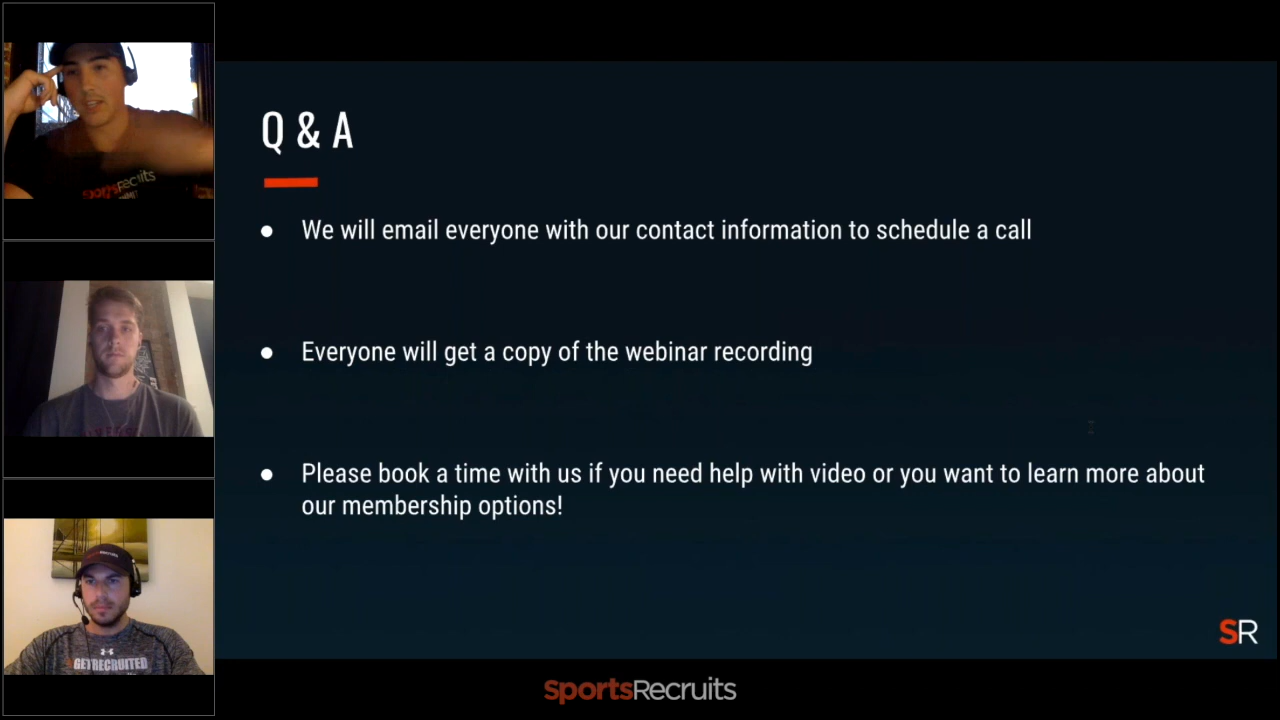 Q & A
We will email everyone with our contact information to schedule a call
Everyone will get a copy of the webinar recording
Please book a time with us if you need help with video or you want to learn more about
our membership options!
SR
SportsRecruits
SportsRecruits
#GETRECRUITED